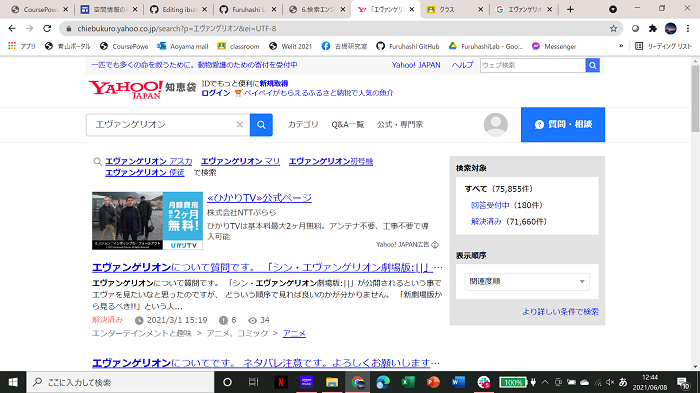 CoursePowe
空間情報の
Editing ibui
Furuhashi L
6.検索エンジ
「エヴァンゲリ
クラス
エヴァンゲリオン
chiebukuro.yahoo.co.jp/search?p=エヴァンゲリオン&ei=UTF-8
アプリ
青山ポータル
CoursePowe
Aoyama mail
classroom
Welit 2021
古橋研究室
Furuhashi GitHub
FuruhashiLab - Goo...
Messenger
»
リーディング リスト
一匹でも多くの命を救うために。動物愛護のための寄付を受付中
Yahoo! JAPAN
ヘルプ
ウェブ検索
YAHOO! JAPAN 知恵袋
IDでもっと便利に新規取得
ログイン
ペイペイがもらえるふるさと納税で人気の魚介
エヴァンゲリオン
カテゴリ
Q&A一覧
公式・専門家
質問・相談
エヴァンゲリオン アスカ
エヴァンゲリオン マリ
エヴァンゲリオン初号機
エヴァンゲリオン 使徒 で検索
月額費用
最大2ヶ月
無料!
ひかりTV
ミッション:インポッシブル/フォールアウト
≪ひかりTV≫公式ページ
株式会社NTTぷらら
ひかりTVは基本料最大2ヶ月無料。アンテナ不要、工事不要で導
入可能
Yahoo! JAPAN広告
エヴァンゲリオンについて質問です。 「シン・エヴァンゲリオン劇場版:||」...
エヴァンゲリオンについて質問です。 「シン・エヴァンゲリオン劇場版:||」が公開されるという事で
エヴァを見たいなと思ったのですが、 どういう順序で見れば良いのかが分かりません。 「新劇場版か
ら見るべき!!」という人...
解決済み
2021/3/1 15:19
6
34
エンターテインメントと趣味 > アニメ、コミック > アニメ
エヴァンゲリオンについてです。 ネタバレ注意です。よろしくお願いします...
検索対象
すべて（75,855件）
回答受付中（180件）
解決済み（71,660件）
表示順序
関連度順
より詳しい条件で検索
ここに入力して検索
100%
あ
12:44
2021/06/08
10